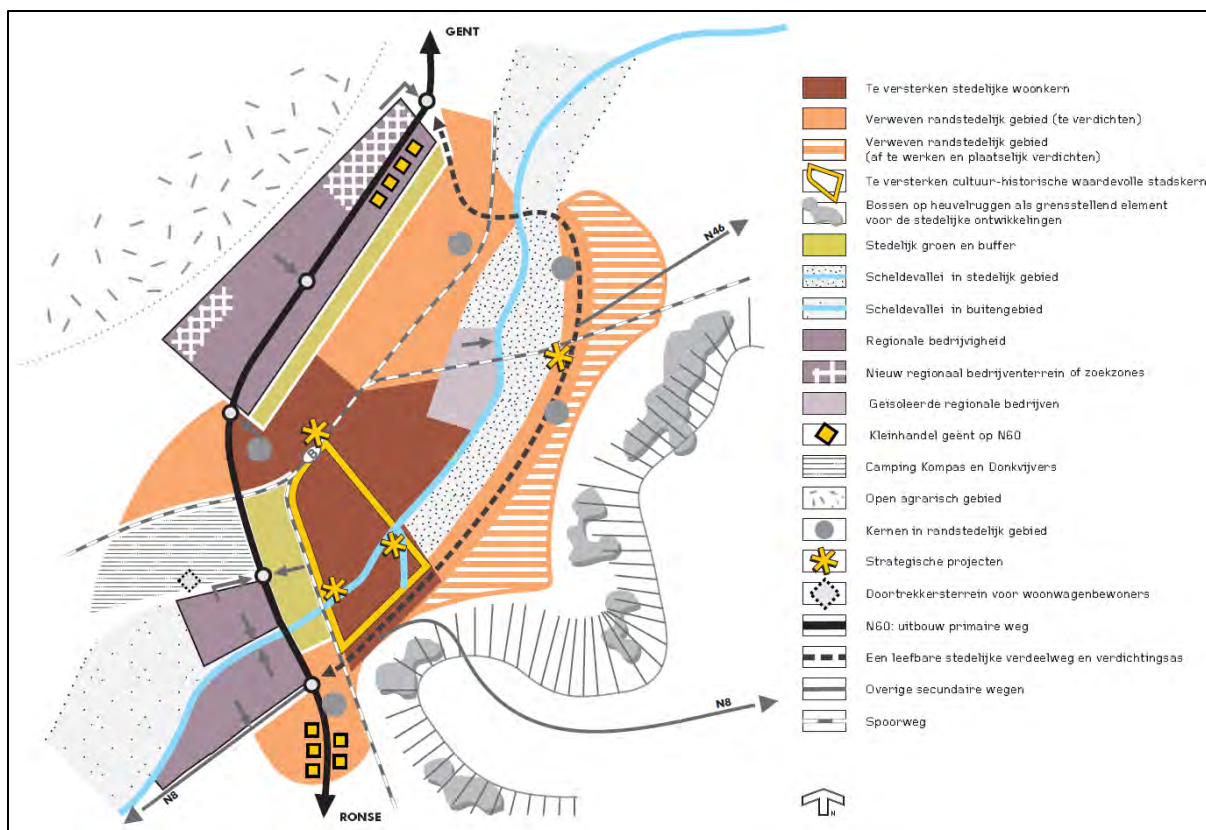 GENT
N46
B
N8
N8
RONSE
Te versterken stedelijke woonkern
Verweven randstedelijk gebied (te verdichten)
Verweven randstedelijk gebied
(af te werken en plaatselijk verdichten)
Te versterken cultuur-historische waardevolle stadskern
Bossen op heuvelruggen als grensstellend element
voor de stedelijke ontwikkelingen
Stedelijk groen en buffer
Scheldevallei in stedelijk gebied
Scheldevallei in buitengebied
Regionale bedrijvigheid
Nieuw regionaal bedrijventerrein of zoekzones
Geïsoleerde regionale bedrijven
Kleinhandel geënt op N60
Camping Kompas en Donkvijvers
Open agrarisch gebied
Kernen in randstedelijk gebied
Strategische projecten
Doortrekkersterrein voor woonwagenbewoners
N60: uitbouw primaire weg
Een leefbare stedelijke verdeelweg en verdichtingsas
Overige secundaire wegen
Spoorweg
N